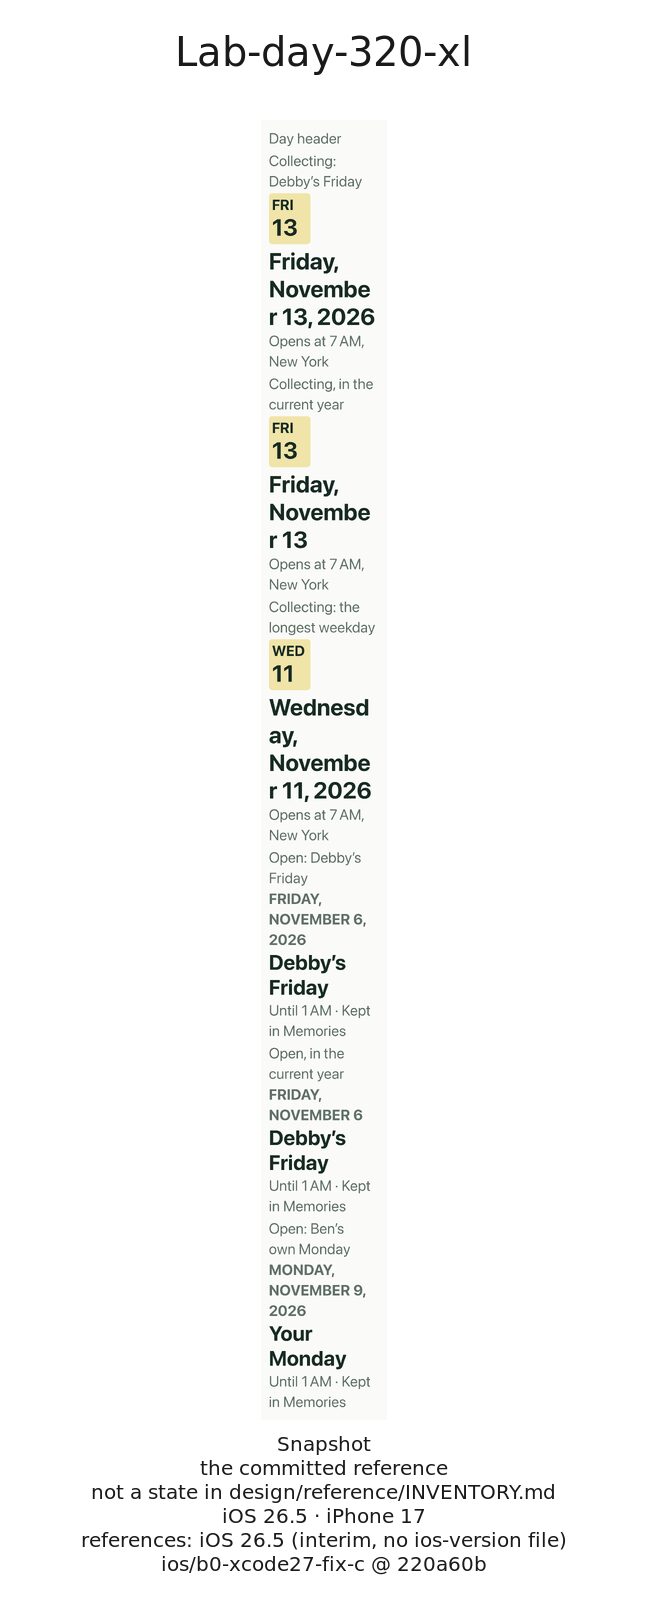 Lab-day-320-xl
Day header
Collecting:
Debby’s Friday
FRI
13
Friday,
Novembe
r 13, 2026
Opens at 7 AM,
New York
Collecting, in the
current year
FRI
13
Friday,
Novembe
r 13
Opens at 7 AM,
New York
Collecting: the
longest weekday
WED
11
Wednesd
ay,
Novembe
r 11, 2026
Opens at 7 AM,
New York
Open: Debby’s
Friday
FRIDAY,
NOVEMBER 6,
2026
Debby’s
Friday
Until 1 AM · Kept
in Memories
Open, in the
current year
FRIDAY,
NOVEMBER 6
Debby’s
Friday
Until 1 AM · Kept
in Memories
Open: Ben’s
own Monday
MONDAY,
NOVEMBER 9,
2026
Your
Monday
Until 1 AM · Kept
in Memories
Snapshot
the committed reference
not a state in design/reference/INVENTORY.md
iOS 26.5 · iPhone 17
references: iOS 26.5 (interim, no ios-version file)
ios/b0-xcode27-fix-c @ 220a60b